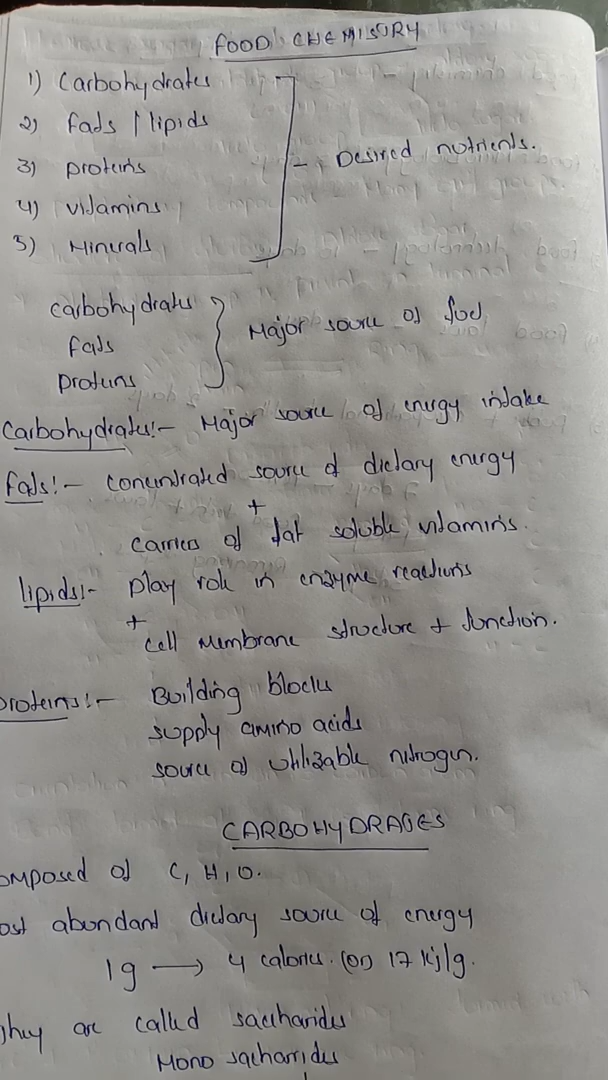 FOOD CHEMISTRY
1) Carbohydrates
2) Fats / lipids
3) proteins
4) vitamins
5) Minerals
- Desired nutrients.
carbohydrates
Fats
Proteins
Major source of fuel
Carbohydrates:- Major source of energy intake
Fats:- concentrated source of dietary energy
+
carriers of fat soluble vitamins.
lipids:- play role in enzyme reactions
+
cell Membrane structure + function.
Proteins:- Building blocks
supply amino acids
source of utilizable nitrogen.
CARBOHYDRATES
omposed of C, H, O.
ost abundant dietary source of energy
1g → 4 calories. (or) 17 kj/g.
They are called saccharides
Mono sacharrides